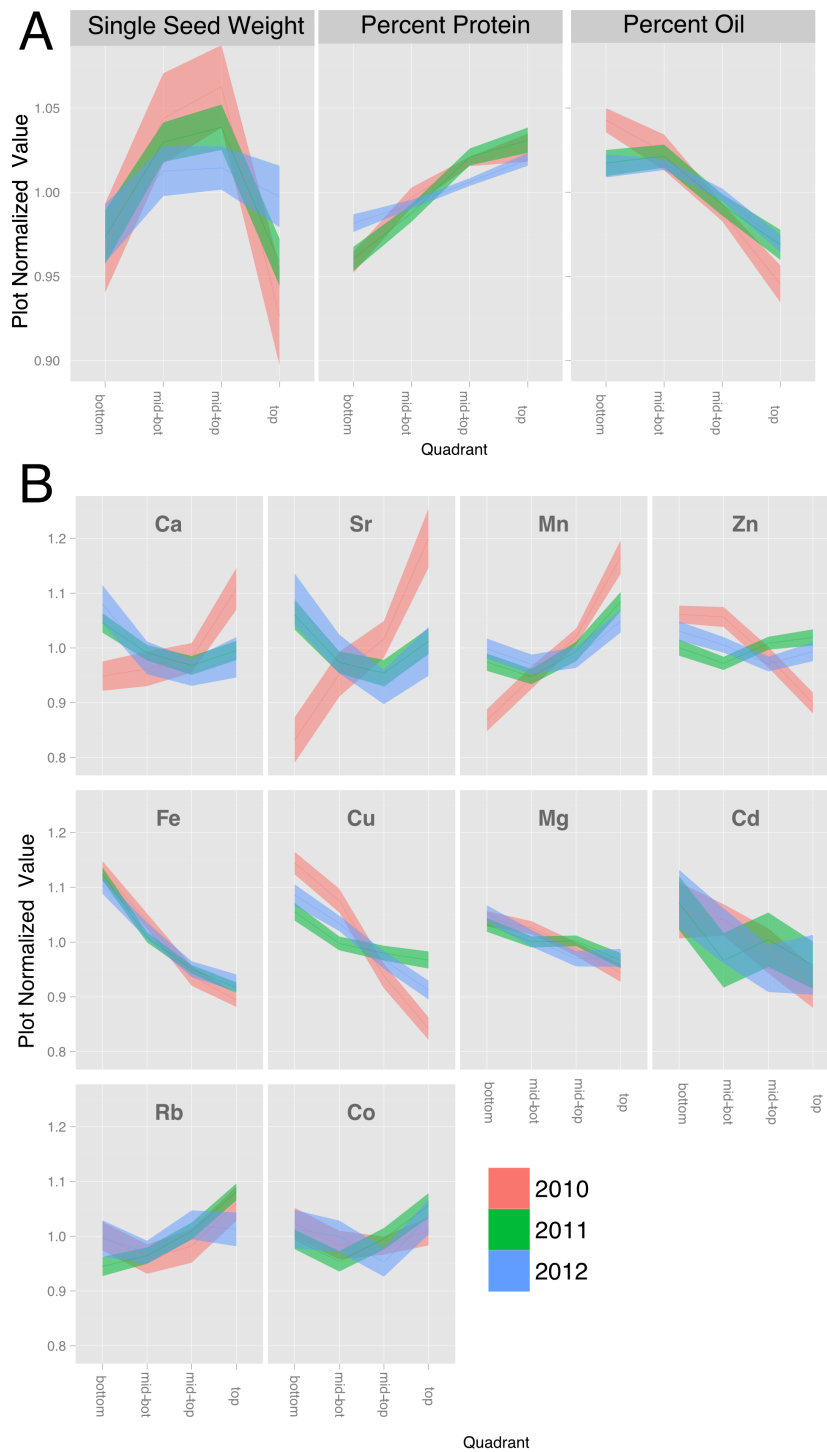 A
Single Seed Weight Percent Protein Percent Oil
Plot Normalized Value
1.05
1.00
0.95
0.90
bottom mid-bot mid-top top bottom mid-bot mid-top top bottom mid-bot mid-top top
Quadrant
B
Ca Sr Mn Zn
1.2
1.1
1.0
0.9
0.8
Plot Normalized Value
Fe Cu Mg Cd
1.2
1.1
1.0
0.9
0.8
bottom mid-bot mid-top top bottom mid-bot mid-top top
Rb Co
1.2
1.1
1.0
0.9
0.8
bottom mid-bot mid-top top bottom mid-bot mid-top top
2010
2011
2012
Quadrant